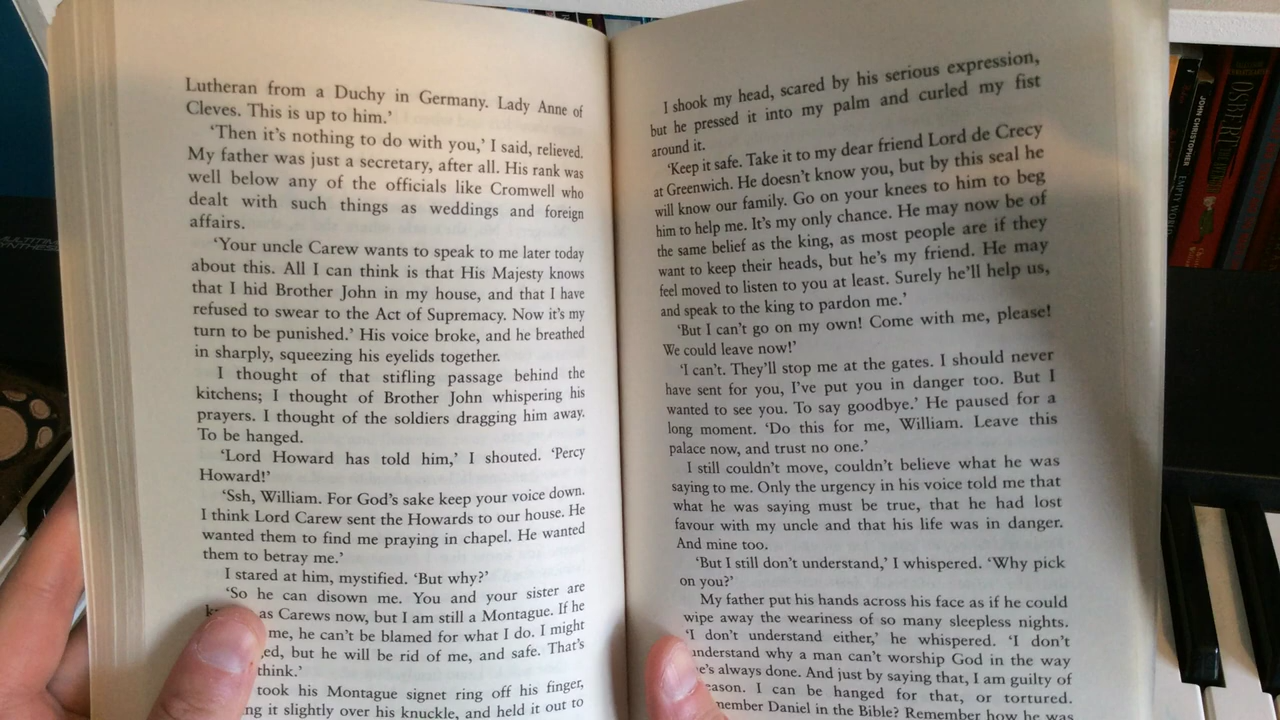 Lutheran from a Duchy in Germany. Lady Anne of
Cleves. This is up to him.’
‘Then it’s nothing to do with you,’ I said, relieved.
My father was just a secretary, after all. His rank was
well below any of the officials like Cromwell who
dealt with such things as weddings and foreign
affairs.
‘Your uncle Carew wants to speak to me later today
about this. All I can think is that His Majesty knows
that I hid Brother John in my house, and that I have
refused to swear to the Act of Supremacy. Now it’s my
turn to be punished.’ His voice broke, and he breathed
in sharply, squeezing his eyelids together.
I thought of that stifling passage behind the
kitchens; I thought of Brother John whispering his
prayers. I thought of the soldiers dragging him away.
To be hanged.
‘Lord Howard has told him,’ I shouted. ‘Percy
Howard!’
‘Ssh, William. For God’s sake keep your voice down.
I think Lord Carew sent the Howards to our house. He
wanted them to find me praying in chapel. He wanted
them to betray me.’
I stared at him, mystified. ‘But why?’
‘So he can disown me. You and your sister are
as Carews now, but I am still a Montague. If he
me, he can’t be blamed for what I do. I might
ed, but he will be rid of me, and safe. That’s
think.’
took his Montague signet ring off his finger,
ng it slightly over his knuckle, and held it out to
I shook my head, scared by his serious expression,
but he pressed it into my palm and curled my fist
around it.
‘Keep it safe. Take it to my dear friend Lord de Crecy
at Greenwich. He doesn’t know you, but by this seal he
will know our family. Go on your knees to him to beg
him to help me. It’s my only chance. He may now be of
the same belief as the king, as most people are if they
want to keep their heads, but he’s my friend. He may
feel moved to listen to you at least. Surely he’ll help us,
and speak to the king to pardon me.’
‘But I can’t go on my own! Come with me, please!
We could leave now!’
‘I can’t. They’ll stop me at the gates. I should never
have sent for you, I’ve put you in danger too. But I
wanted to see you. To say goodbye.’ He paused for a
long moment. ‘Do this for me, William. Leave this
palace now, and trust no one.’
I still couldn’t move, couldn’t believe what he was
saying to me. Only the urgency in his voice told me that
what he was saying must be true, that he had lost
favour with my uncle and that his life was in danger.
And mine too.
‘But I still don’t understand,’ I whispered. ‘Why pick
on you?’
My father put his hands across his face as if he could
wipe away the weariness of so many sleepless nights.
‘I don’t understand either,’ he whispered. ‘I don’t
understand why a man can’t worship God in the way
he’s always done. And just by saying that, I am guilty of
eason. I can be hanged for that, or tortured.
member Daniel in the Bible? Remember how he was
JOHN CHRISTOPHER
EMPTY WORLD